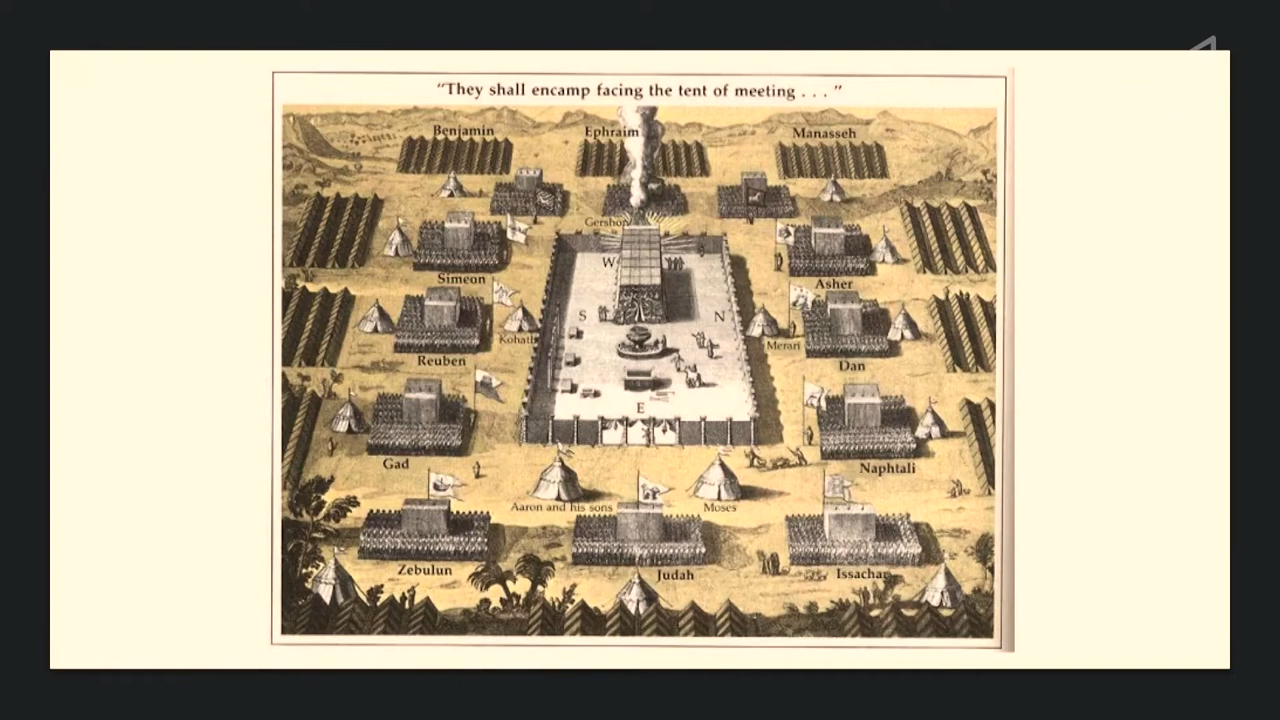 "They shall encamp facing the tent of meeting . . . "
Benjamin
Ephraim
Manasseh
Gershon
W
Simeon
Asher
S
N
Kohath
Merari
Reuben
Dan
E
Gad
Naphtali
Aaron and his sons
Moses
Zebulun
Judah
Issachar